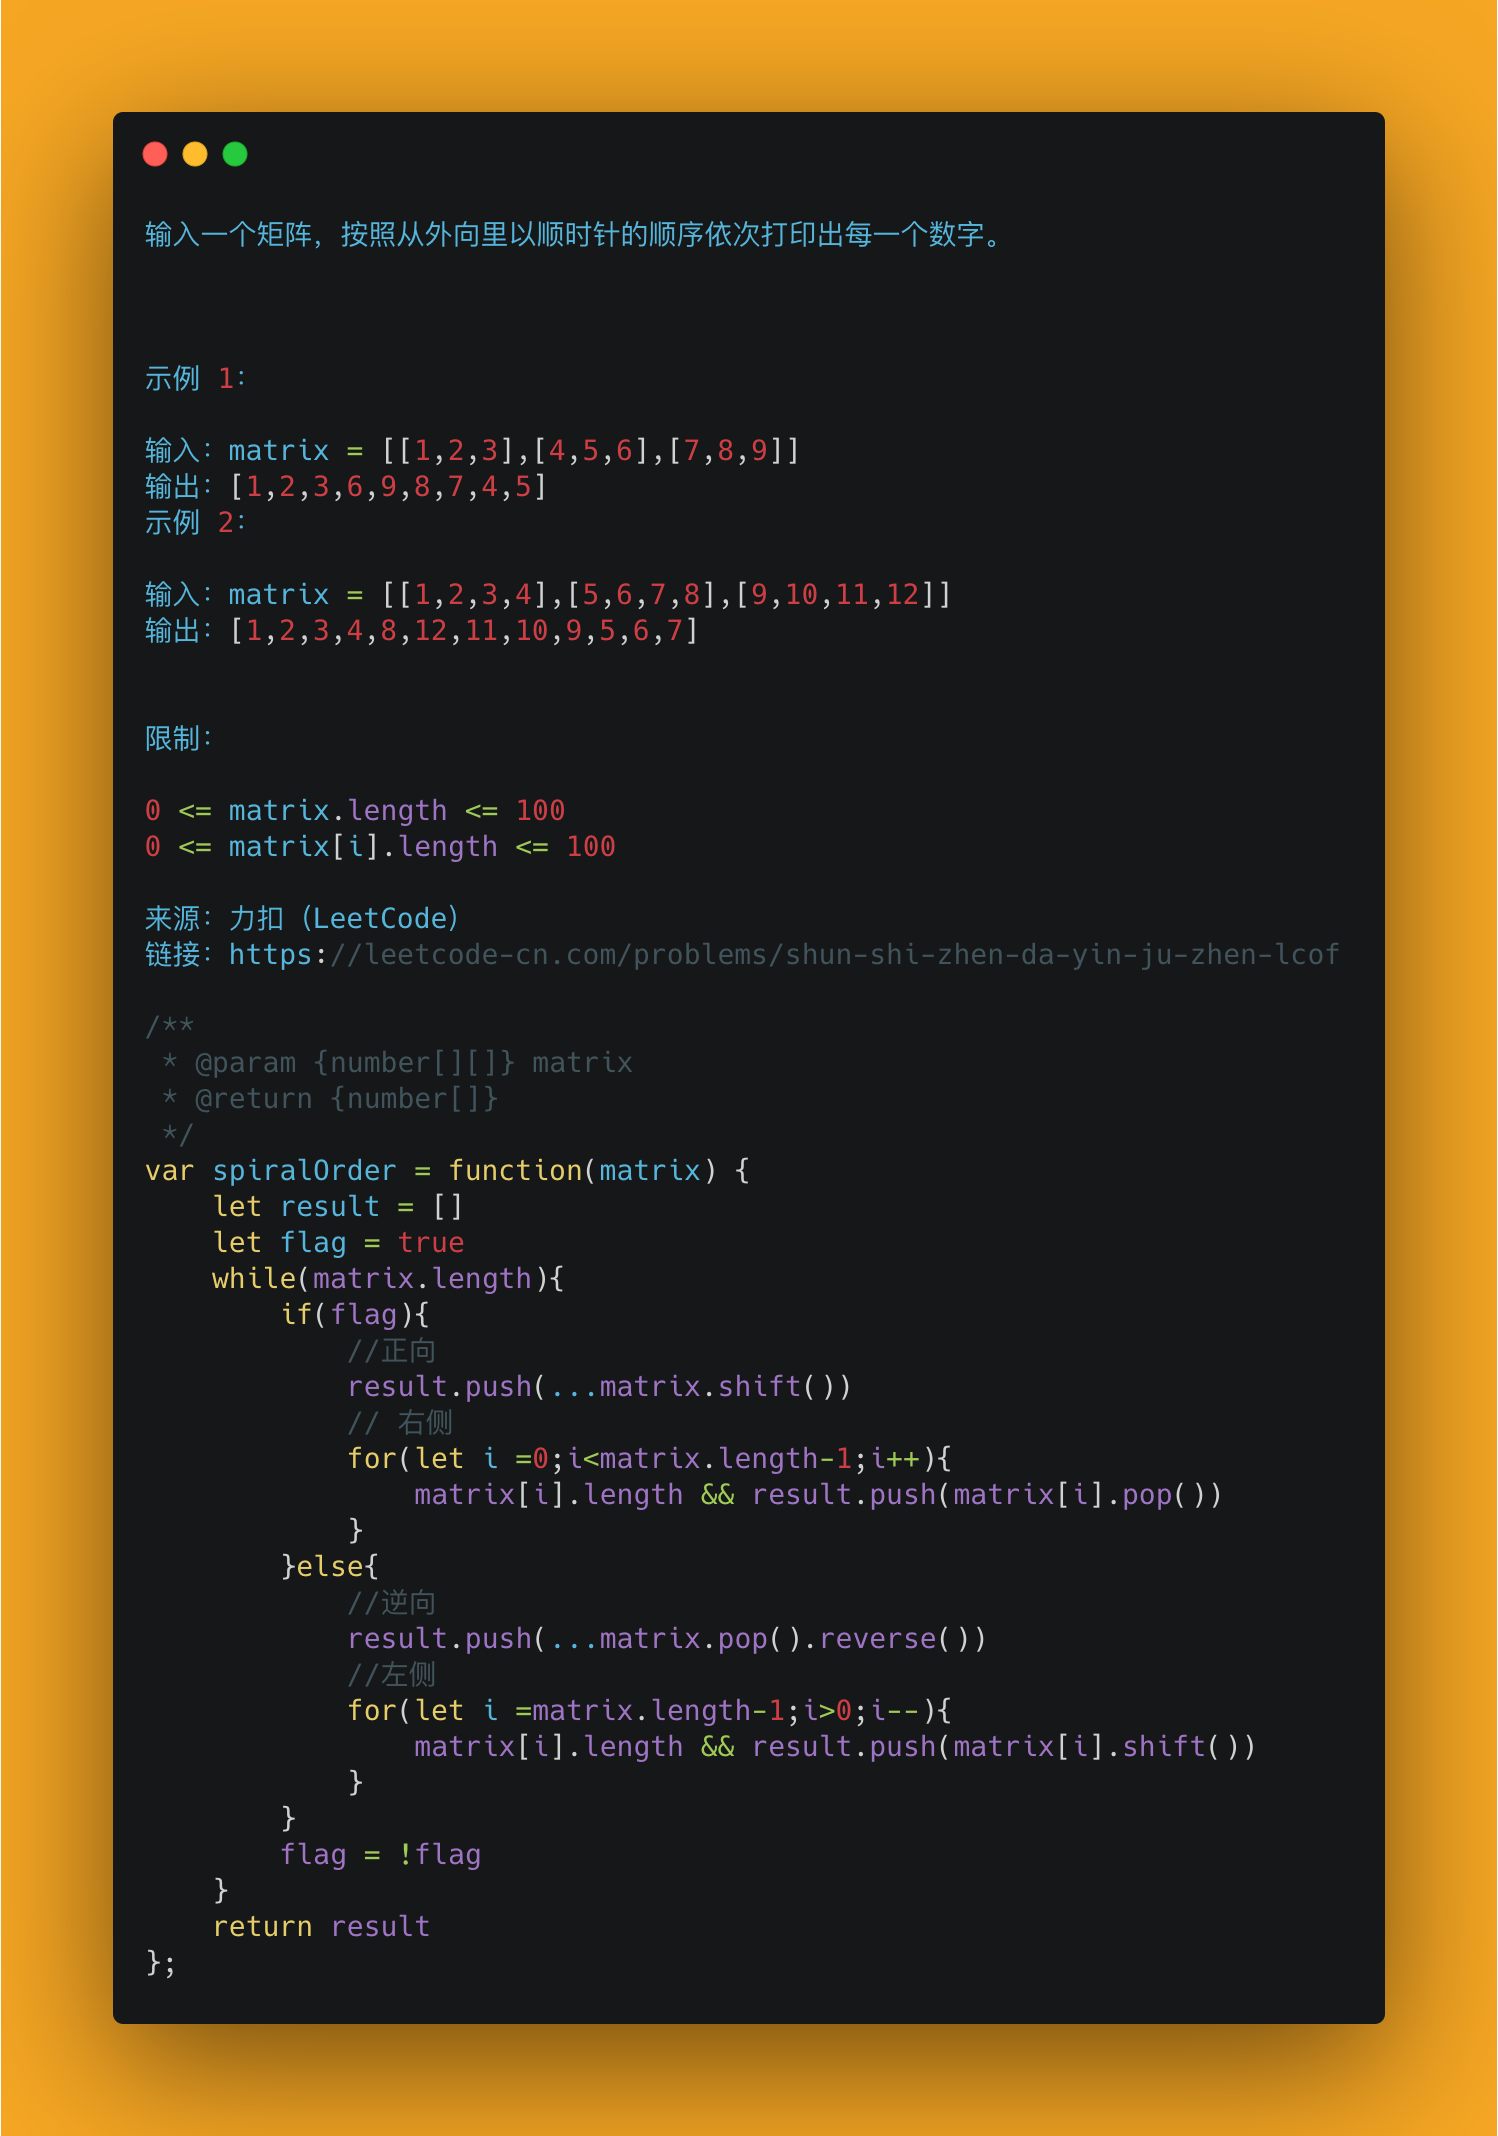 输入一个矩阵，按照从外向里以顺时针的顺序依次打印出每一个数字。
示例 1：
输入：matrix = [[1,2,3],[4,5,6],[7,8,9]]
输出：[1,2,3,6,9,8,7,4,5]
示例 2：
输入：matrix = [[1,2,3,4],[5,6,7,8],[9,10,11,12]]
输出：[1,2,3,4,8,12,11,10,9,5,6,7]
限制：
0 <= matrix.length <= 100
0 <= matrix[i].length <= 100
来源：力扣（LeetCode）
链接：https://leetcode-cn.com/problems/shun-shi-zhen-da-yin-ju-zhen-lcof
/**
 * @param {number[][]} matrix
 * @return {number[]}
 */
var spiralOrder = function(matrix) {
    let result = []
    let flag = true
    while(matrix.length){
        if(flag){
            //正向
            result.push(...matrix.shift())
            // 右侧
            for(let i =0;i<matrix.length-1;i++){
                matrix[i].length && result.push(matrix[i].pop())
            }
        }else{
            //逆向
            result.push(...matrix.pop().reverse())
            //左侧
            for(let i =matrix.length-1;i>0;i--){
                matrix[i].length && result.push(matrix[i].shift())
            }
        }
        flag = !flag
    }
    return result
};